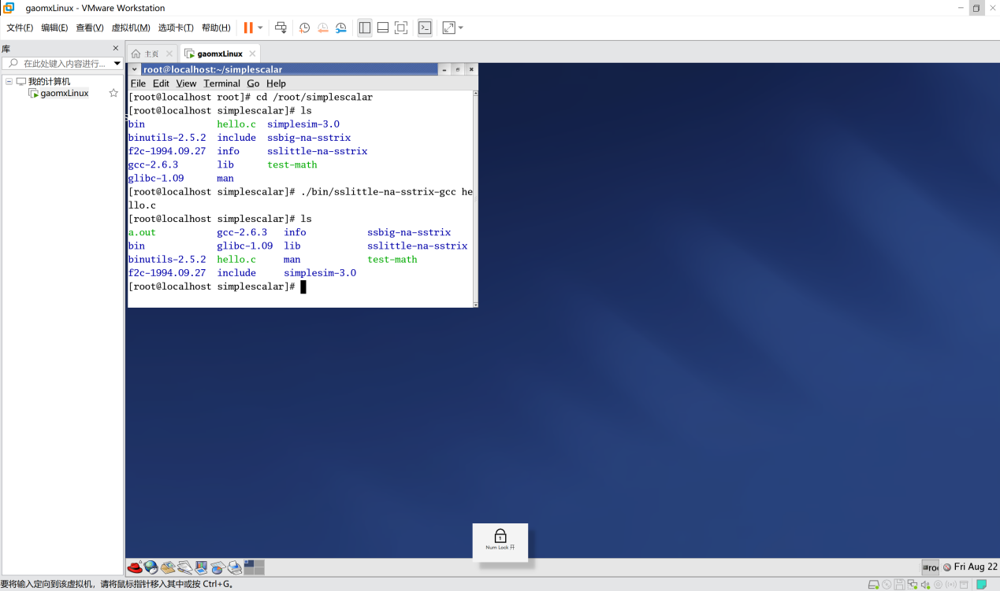 gaomxLinux - VMware Workstation
文件(F) 编辑(E) 查看(V) 虚拟机(M) 选项卡(T) 帮助(H)
库
在此处键入内容进行...
我的计算机
gaomxLinux
主页
gaomxLinux
root@localhost:~/simplescalar
File Edit View Terminal Go Help
[root@localhost root]# cd /root/simplescalar
[root@localhost simplescalar]# ls
bin hello.c simplesim-3.0
binutils-2.5.2 include ssbig-na-sstrix
f2c-1994.09.27 info sslittle-na-sstrix
gcc-2.6.3 lib test-math
glibc-1.09 man
[root@localhost simplescalar]# ./bin/sslittle-na-sstrix-gcc he
llo.c
[root@localhost simplescalar]# ls
a.out gcc-2.6.3 info ssbig-na-sstrix
bin glibc-1.09 lib sslittle-na-sstrix
binutils-2.5.2 hello.c man test-math
f2c-1994.09.27 include simplesim-3.0
[root@localhost simplescalar]#
1
Num Lock 开
roo
Fri Aug 22
要将输入定向到该虚拟机，请将鼠标指针移入其中或按 Ctrl+G。